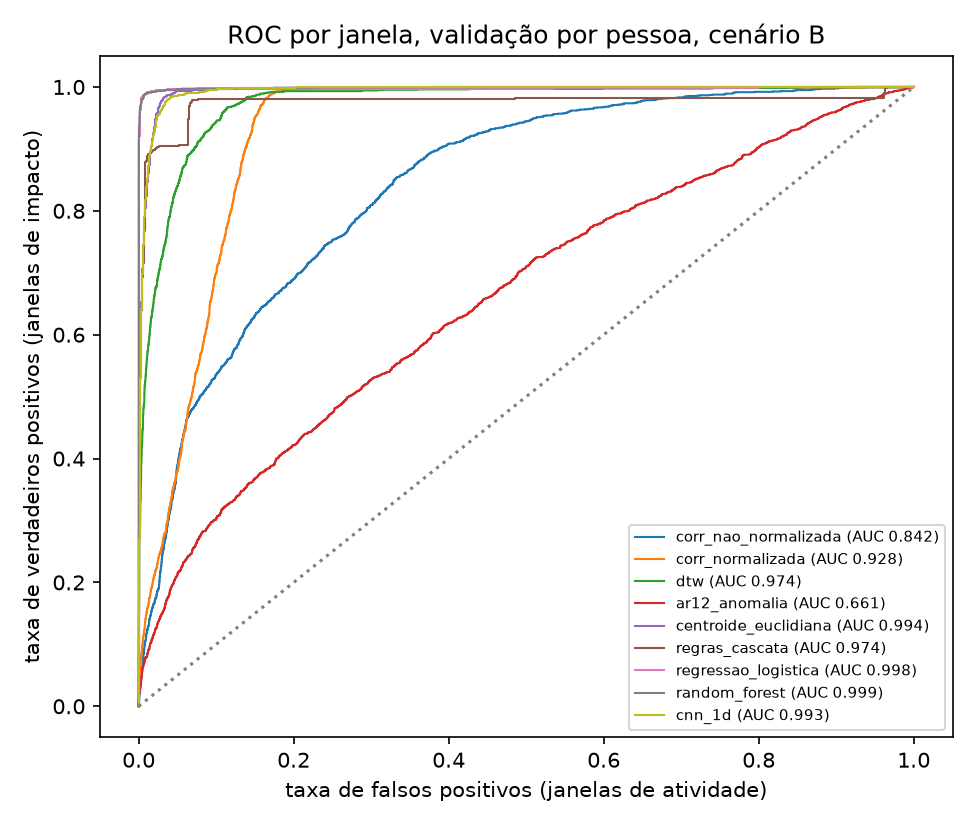 ROC por janela, validação por pessoa, cenário B
taxa de verdadeiros positivos (janelas de impacto)
1.0
0.8
0.6
0.4
0.2
0.0
corr_nao_normalizada (AUC 0.842)
corr_normalizada (AUC 0.928)
dtw (AUC 0.974)
ar12_anomalia (AUC 0.661)
centroide_euclidiana (AUC 0.994)
regras_cascata (AUC 0.974)
regressao_logistica (AUC 0.998)
random_forest (AUC 0.999)
cnn_1d (AUC 0.993)
0.0 0.2 0.4 0.6 0.8 1.0
taxa de falsos positivos (janelas de atividade)